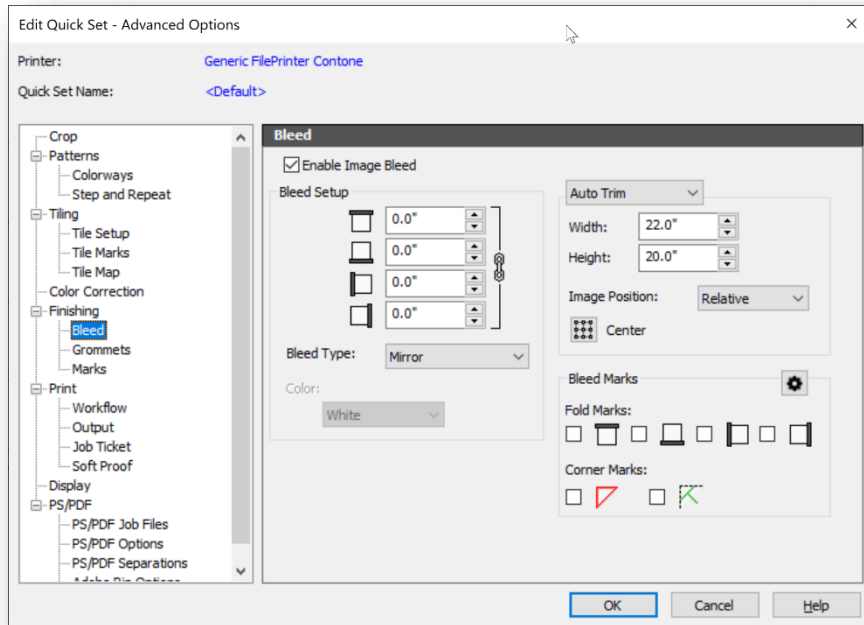 Edit Quick Set - Advanced Options
Printer: Generic FilePrinter Contone
Quick Set Name: <Default>
Crop
Patterns
Colorways
Step and Repeat
Tiling
Tile Setup
Tile Marks
Tile Map
Color Correction
Finishing
Bleed
Grommets
Marks
Print
Workflow
Output
Job Ticket
Soft Proof
Display
PS/PDF
PS/PDF Job Files
PS/PDF Options
PS/PDF Separations
Bleed
Enable Image Bleed
Bleed Setup
0.0"
0.0"
0.0"
0.0"
Bleed Type: Mirror
Color:
White
Auto Trim
Width: 22.0"
Height: 20.0"
Image Position: Relative
Center
Bleed Marks
Fold Marks:
Corner Marks:
OK Cancel Help